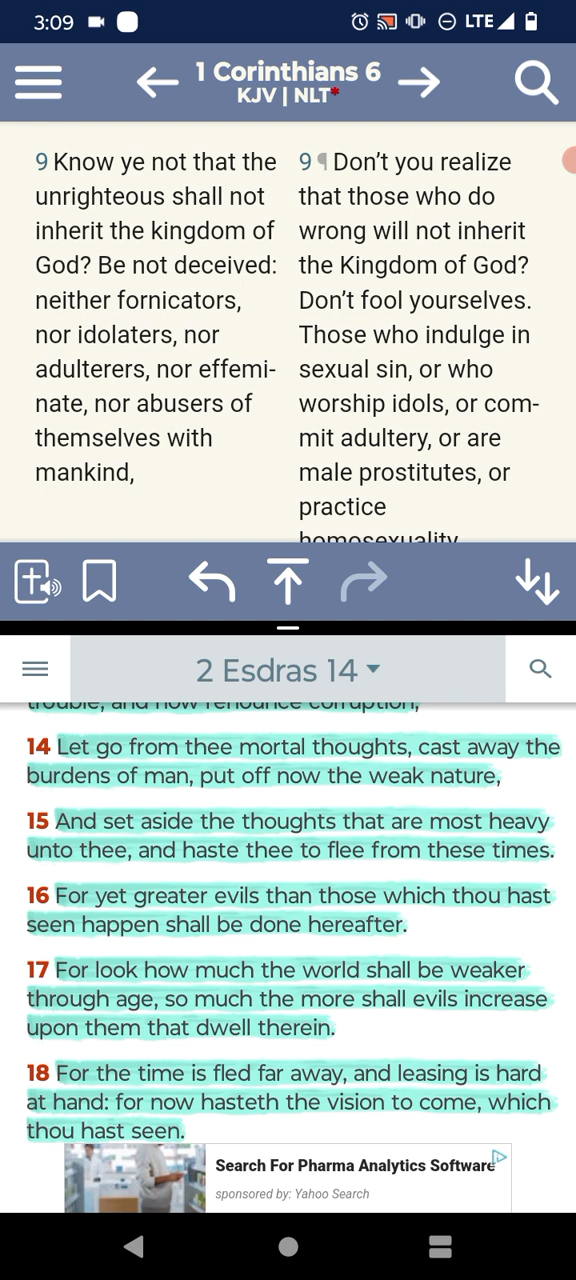 3:09
LTE
1 Corinthians 6
KJV | NLT*
9 Know ye not that the
unrighteous shall not
inherit the kingdom of
God? Be not deceived:
neither fornicators,
nor idolaters, nor
adulterers, nor effemi-
nate, nor abusers of
themselves with
mankind,
9 ¶ Don’t you realize
that those who do
wrong will not inherit
the Kingdom of God?
Don’t fool yourselves.
Those who indulge in
sexual sin, or who
worship idols, or com-
mit adultery, or are
male prostitutes, or
practice
homosexuality
2 Esdras 14
trouble, and now renounce corruption,
14 Let go from thee mortal thoughts, cast away the
burdens of man, put off now the weak nature,
15 And set aside the thoughts that are most heavy
unto thee, and haste thee to flee from these times.
16 For yet greater evils than those which thou hast
seen happen shall be done hereafter.
17 For look how much the world shall be weaker
through age, so much the more shall evils increase
upon them that dwell therein.
18 For the time is fled far away, and leasing is hard
at hand: for now hasteth the vision to come, which
thou hast seen.
Search For Pharma Analytics Software
sponsored by: Yahoo Search